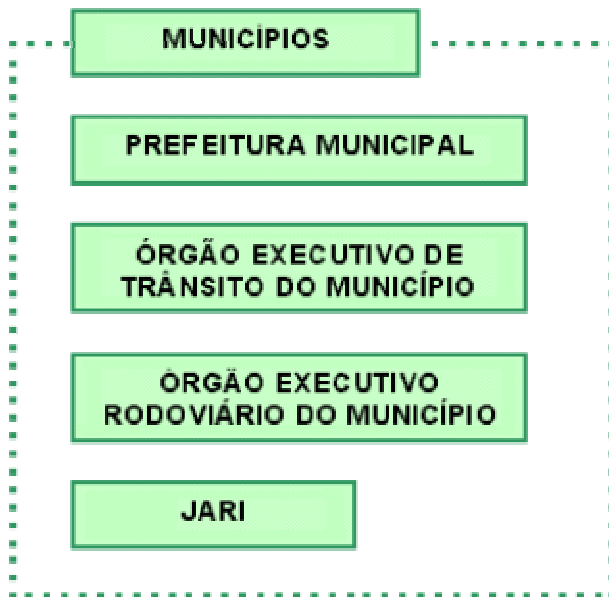 MUNICÍPIOS
PREFEITURA MUNICIPAL
ÓRGÃO EXECUTIVO DE
TRÂNSITO DO MUNICÍPIO
ÓRGÃO EXECUTIVO
RODOVIÁRIO DO MUNICÍPIO
JARI